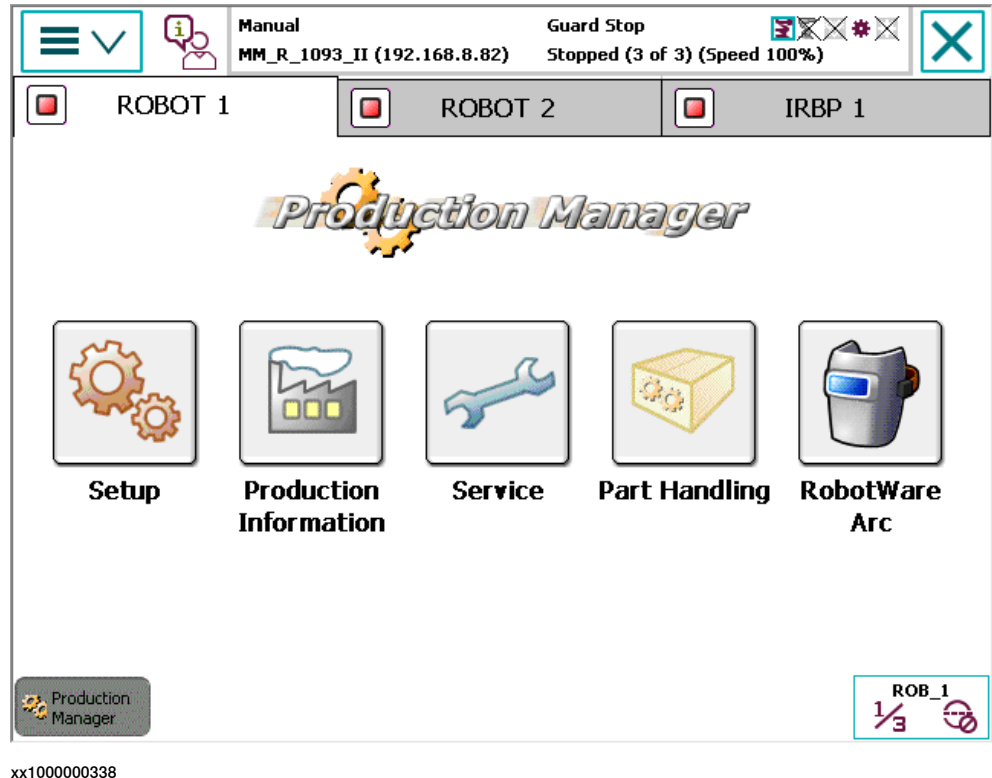 Manual
Guard Stop
MM_R_1093_II (192.168.8.82)
Stopped (3 of 3) (Speed 100%)
ROBOT 1
ROBOT 2
IRBP 1
Production Manager
Setup
Production
Information
Service
Part Handling
RobotWare
Arc
Production
Manager
ROB_1
1/3
xx1000000338